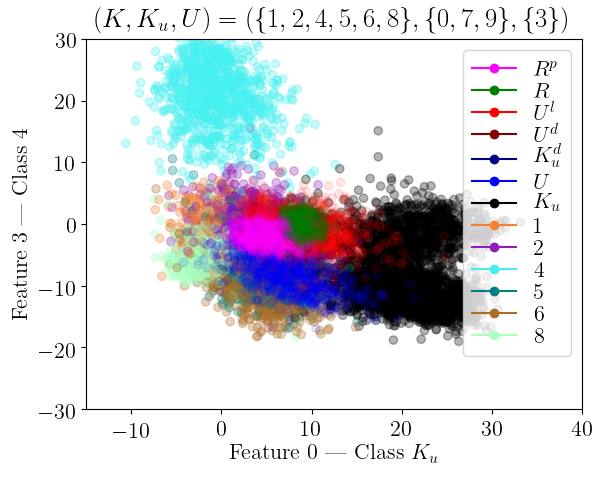 (K, K_u, U) = ({1, 2, 4, 5, 6, 8}, {0, 7, 9}, {3})
30
20
10
0
−10
−20
−30
Feature 3 — Class 4
−10
0
10
20
30
40
Feature 0 — Class K_u
R^p
R
U^l
U^d
K_u^d
U
K_u
1
2
4
5
6
8